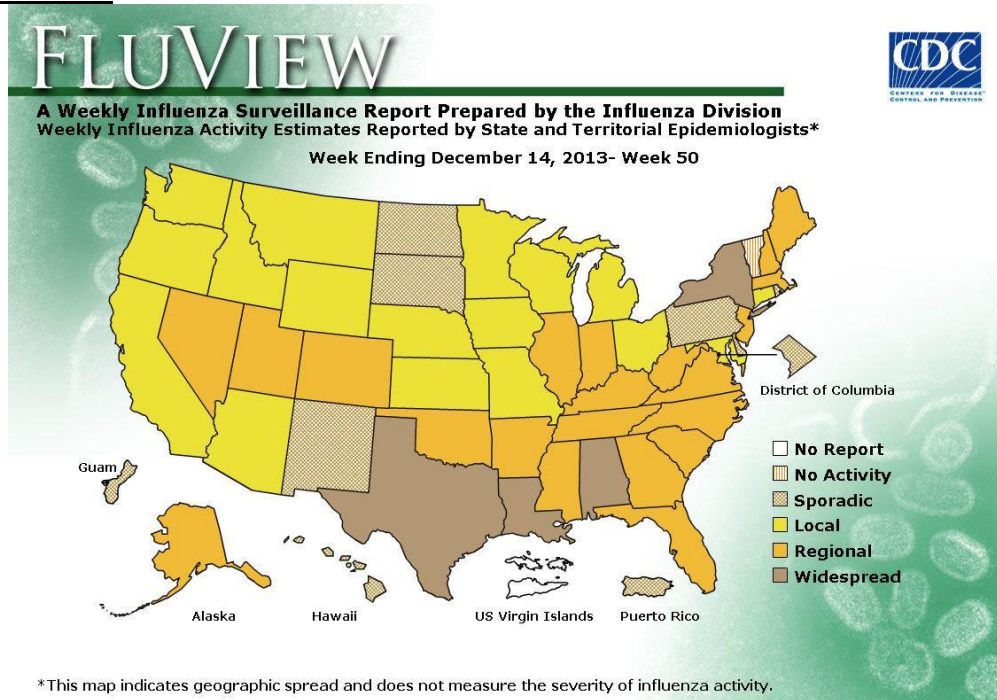 FLUVIEW
CDC
CENTERS FOR DISEASE
CONTROL AND PREVENTION
A Weekly Influenza Surveillance Report Prepared by the Influenza Division
Weekly Influenza Activity Estimates Reported by State and Territorial Epidemiologists*
Week Ending December 14, 2013- Week 50
District of Columbia
No Report
No Activity
Sporadic
Local
Regional
Widespread
Guam
Alaska
Hawaii
US Virgin Islands
Puerto Rico
*This map indicates geographic spread and does not measure the severity of influenza activity.